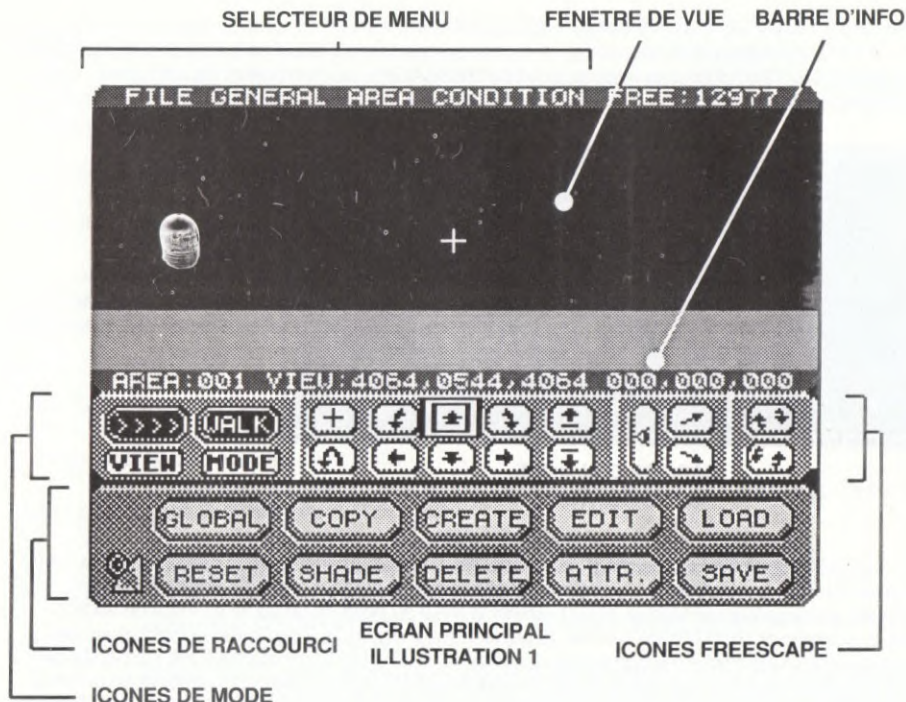 SELECTEUR DE MENU FENETRE DE VUE BARRE D'INFO
FILE GENERAL AREA CONDITION FREE:12977
AREA:001 VIEW:4064,0544,4064 000,000,000
>>>> WALK
VIEW MODE
GLOBAL COPY CREATE EDIT LOAD
RESET SHADE DELETE ATTR. SAVE
ICONES DE RACCOURCI
ECRAN PRINCIPAL
ILLUSTRATION 1
ICONES FREESCAPE
ICONES DE MODE